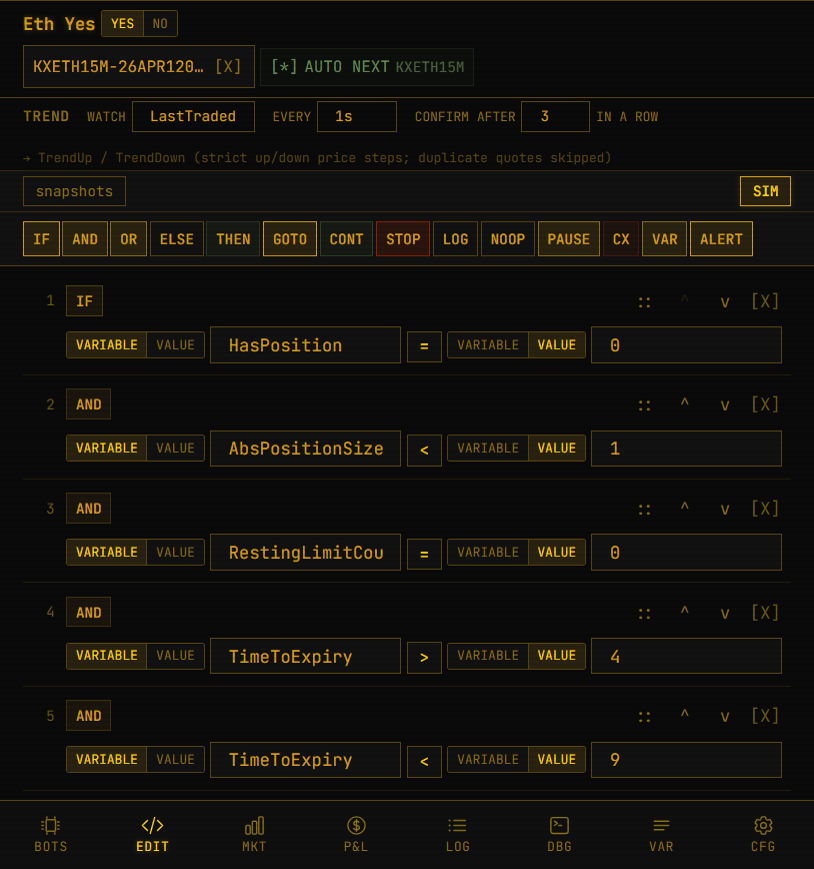 Eth Yes YES NO
KXETH15M-26APR120… [X] [*] AUTO NEXT KXETH15M
TREND WATCH LastTraded EVERY 1s CONFIRM AFTER 3 IN A ROW
→ TrendUp / TrendDown (strict up/down price steps; duplicate quotes skipped)
snapshots SIM
IF AND OR ELSE THEN GOTO CONT STOP LOG NOOP PAUSE CX VAR ALERT
1 IF :: ^ v [X]
VARIABLE VALUE HasPosition = VARIABLE VALUE 0
2 AND :: ^ v [X]
VARIABLE VALUE AbsPositionSize < VARIABLE VALUE 1
3 AND :: ^ v [X]
VARIABLE VALUE RestingLimitCou = VARIABLE VALUE 0
4 AND :: ^ v [X]
VARIABLE VALUE TimeToExpiry > VARIABLE VALUE 4
5 AND :: ^ v [X]
VARIABLE VALUE TimeToExpiry < VARIABLE VALUE 9
BOTS EDIT MKT P&L LOG DBG VAR CFG